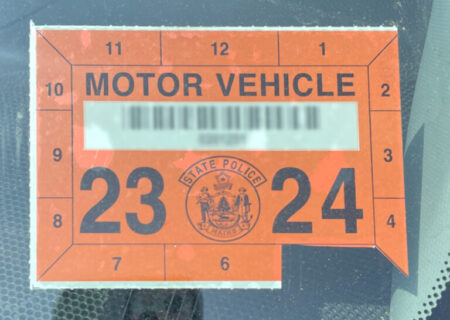 11 12 1
10 MOTOR VEHICLE 2
9 3
STATE POLICE
23 24
MAINE
8 4
7 6